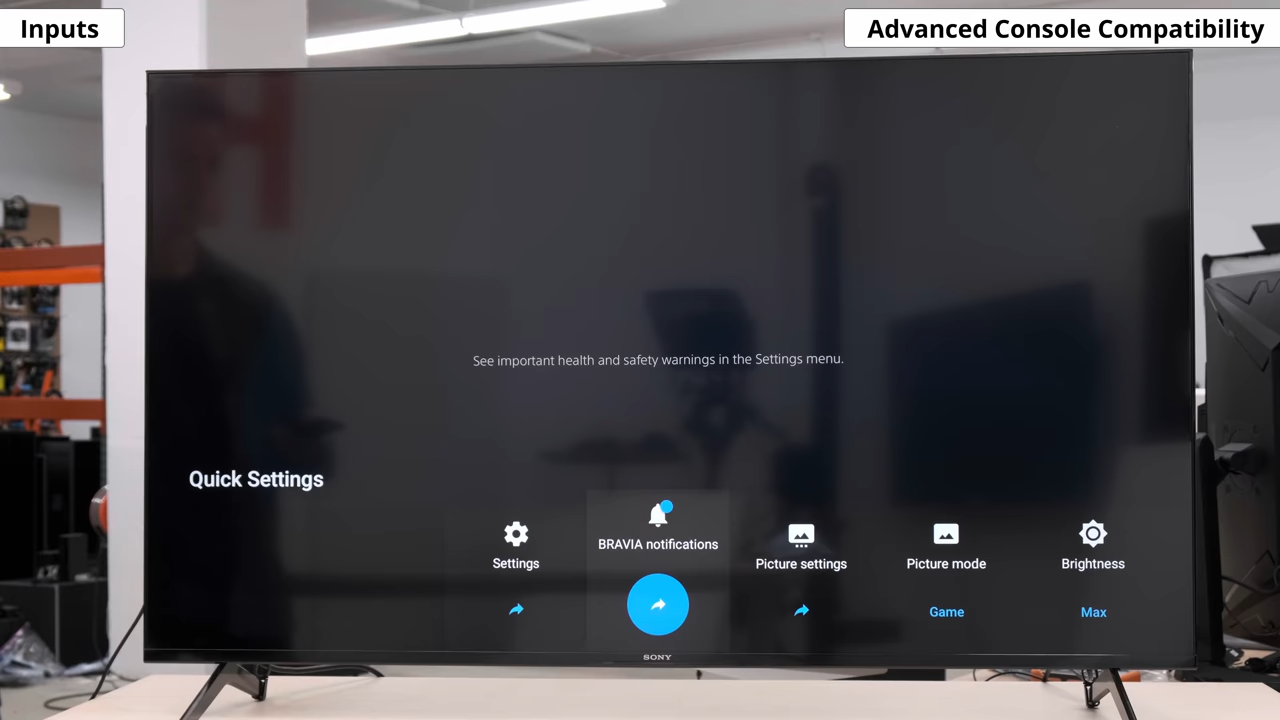 Inputs
Advanced Console Compatibility
See important health and safety warnings in the Settings menu.
Quick Settings
Settings
BRAVIA notifications
Picture settings
Picture mode
Brightness
Game
Max
SONY